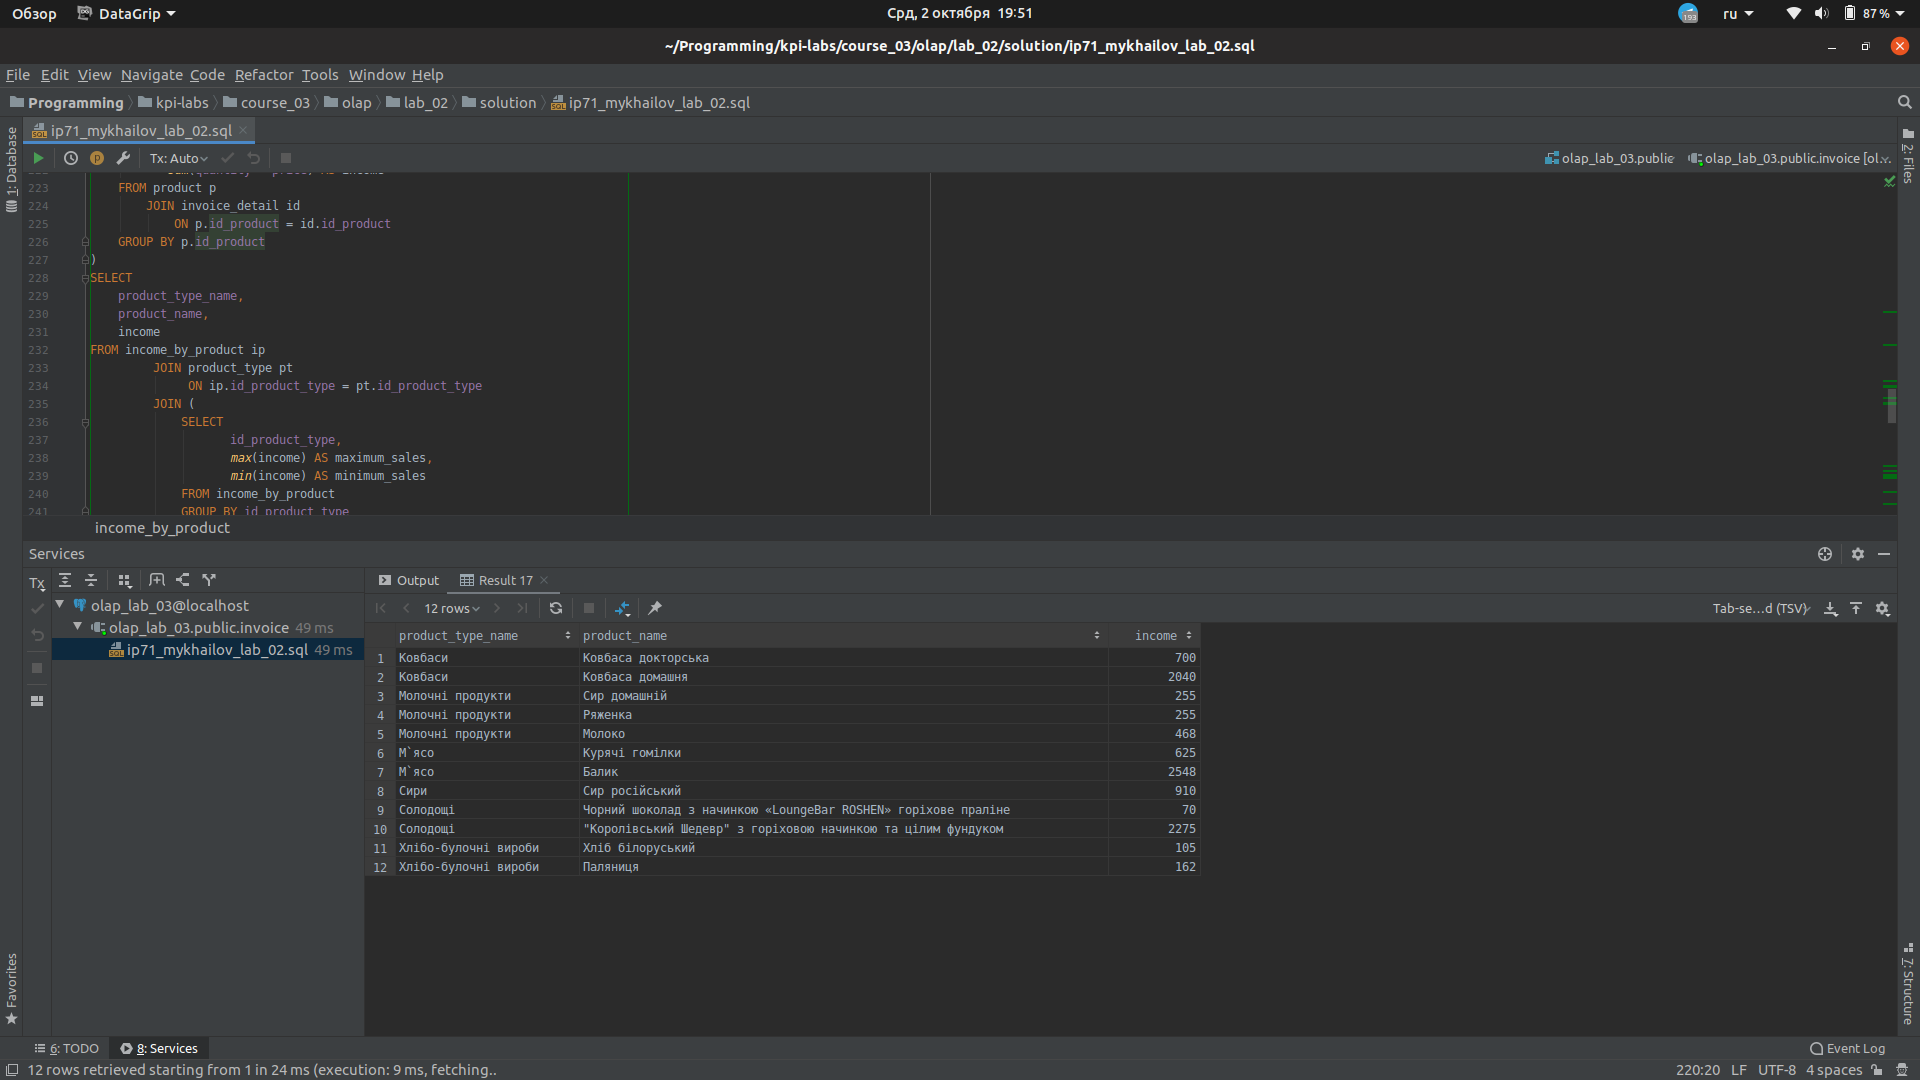 Обзор DataGrip Срд, 2 октября 19:51 193 ru 87 %
~/Programming/kpi-labs/course_03/olap/lab_02/solution/ip71_mykhailov_lab_02.sql
File Edit View Navigate Code Refactor Tools Window Help
Programming kpi-labs course_03 olap lab_02 solution ip71_mykhailov_lab_02.sql
ip71_mykhailov_lab_02.sql
Tx: Auto olap_lab_03.public olap_lab_03.public.invoice [ol...
1: Database
2: Files
223 FROM product p
224 JOIN invoice_detail id
225 ON p.id_product = id.id_product
226 GROUP BY p.id_product
227 )
228 SELECT
229 product_type_name,
230 product_name,
231 income
232 FROM income_by_product ip
233 JOIN product_type pt
234 ON ip.id_product_type = pt.id_product_type
235 JOIN (
236 SELECT
237 id_product_type,
238 max(income) AS maximum_sales,
239 min(income) AS minimum_sales
240 FROM income_by_product
241 GROUP BY id_product_type
income_by_product
Services
Tx
olap_lab_03@localhost
olap_lab_03.public.invoice 49 ms
ip71_mykhailov_lab_02.sql 49 ms
Output Result 17
12 rows Tab-se...d (TSV)
product_type_name product_name income
1 Ковбаси Ковбаса докторська 700
2 Ковбаси Ковбаса домашня 2040
3 Молочні продукти Сир домашній 255
4 Молочні продукти Ряженка 255
5 Молочні продукти Молоко 468
6 М`ясо Курячі гомілки 625
7 М`ясо Балик 2548
8 Сири Сир російський 910
9 Солодощі Чорний шоколад з начинкою «LoungeBar ROSHEN» горіхове праліне 70
10 Солодощі "Королівський Шедевр" з горіховою начинкою та цілим фундуком 2275
11 Хлібо-булочні вироби Хліб білоруський 105
12 Хлібо-булочні вироби Паляниця 162
Favorites
7: Structure
6: TODO 8: Services Event Log
12 rows retrieved starting from 1 in 24 ms (execution: 9 ms, fetching.. 220:20 LF UTF-8 4 spaces